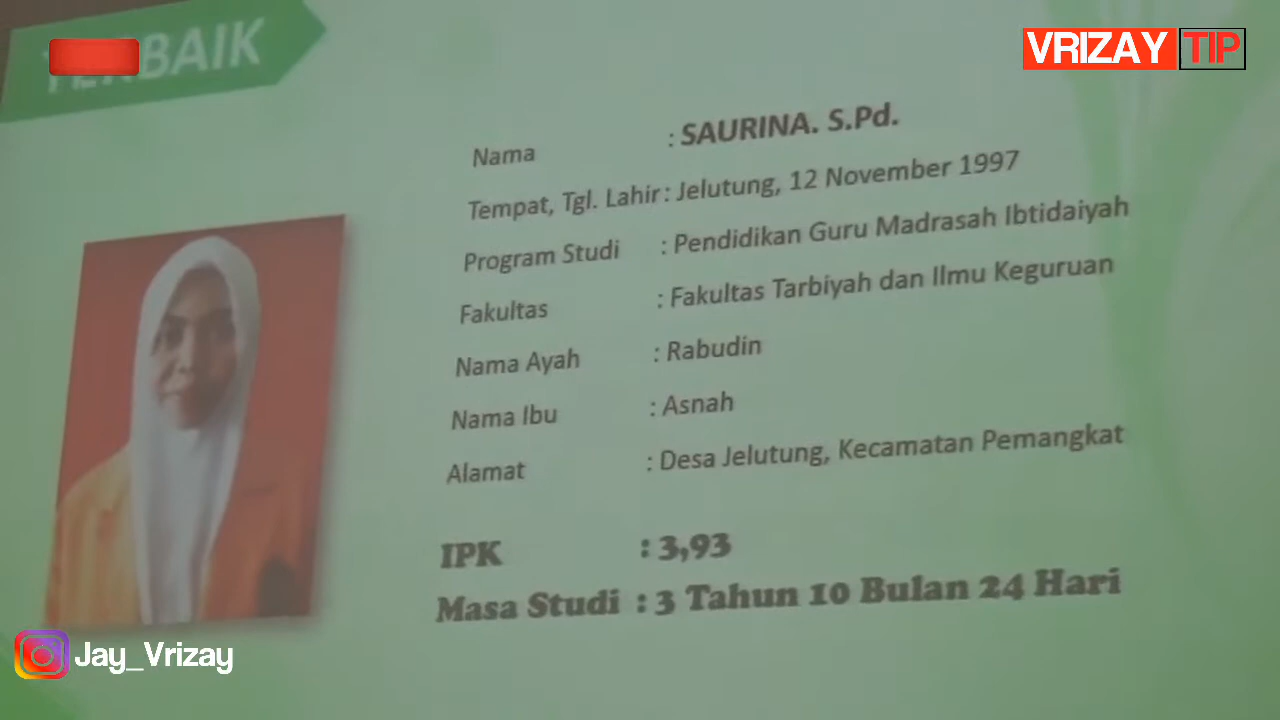 VRIZAY TIP
Nama : SAURINA. S.Pd.
Tempat, Tgl. Lahir : Jelutung, 12 November 1997
Program Studi : Pendidikan Guru Madrasah Ibtidaiyah
Fakultas : Fakultas Tarbiyah dan Ilmu Keguruan
Nama Ayah : Rabudin
Nama Ibu : Asnah
Alamat : Desa Jelutung, Kecamatan Pemangkat
IPK : 3,93
Masa Studi : 3 Tahun 10 Bulan 24 Hari
Jay_Vrizay